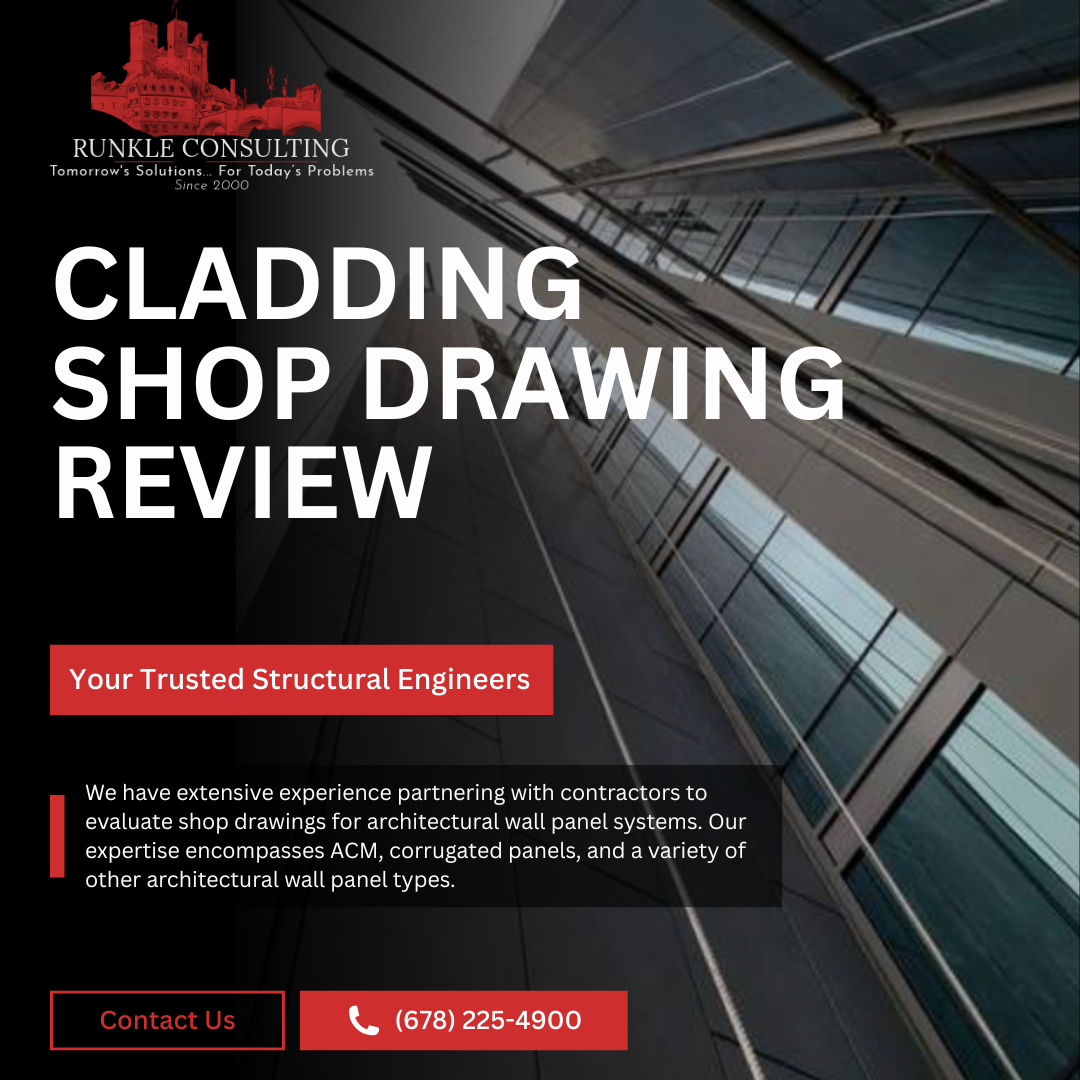 RUNKLE CONSULTING
Tomorrow's Solutions... For Today's Problems
Since 2000
CLADDING
SHOP DRAWING
REVIEW
Your Trusted Structural Engineers
We have extensive experience partnering with contractors to
evaluate shop drawings for architectural wall panel systems. Our
expertise encompasses ACM, corrugated panels, and a variety of
other architectural wall panel types.
Contact Us
(678) 225-4900